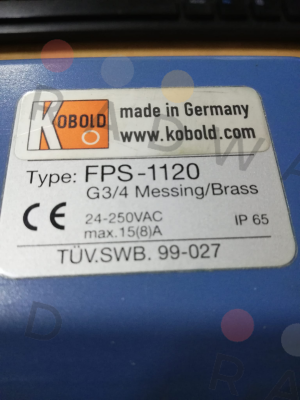 KOBOLD
made in Germany
www.kobold.com
Type: FPS-1120
G3/4 Messing/Brass
CE
24-250VAC
IP 65
max.15(8)A
TÜV.SWB. 99-027